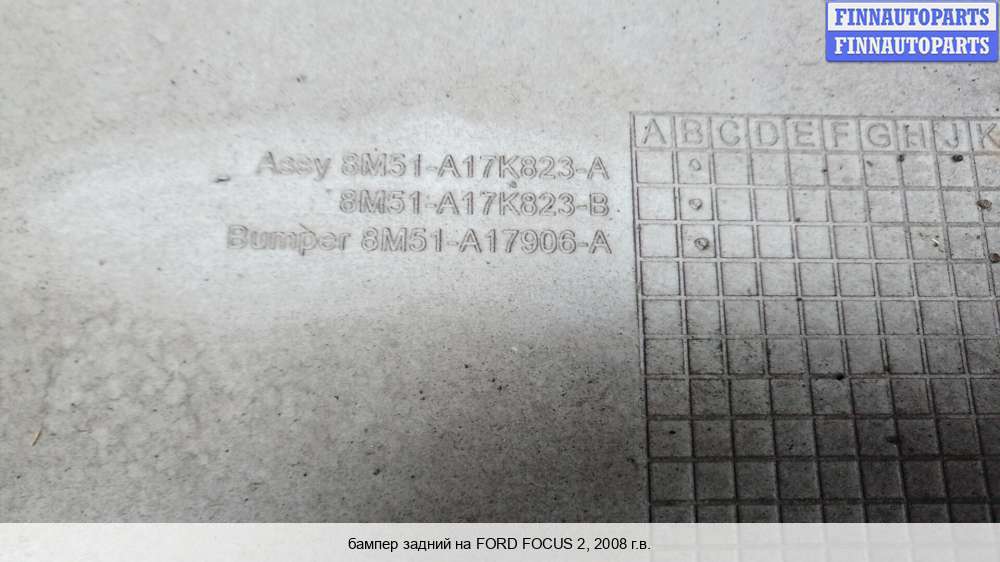 FINNAUTOPARTS
FINNAUTOPARTS
A B C D E F G H J K
Assy 8M51-A17K823-A
8M51-A17K823-B
Bumper 8M51-A17906-A
бампер задний на FORD FOCUS 2, 2008 г.в.